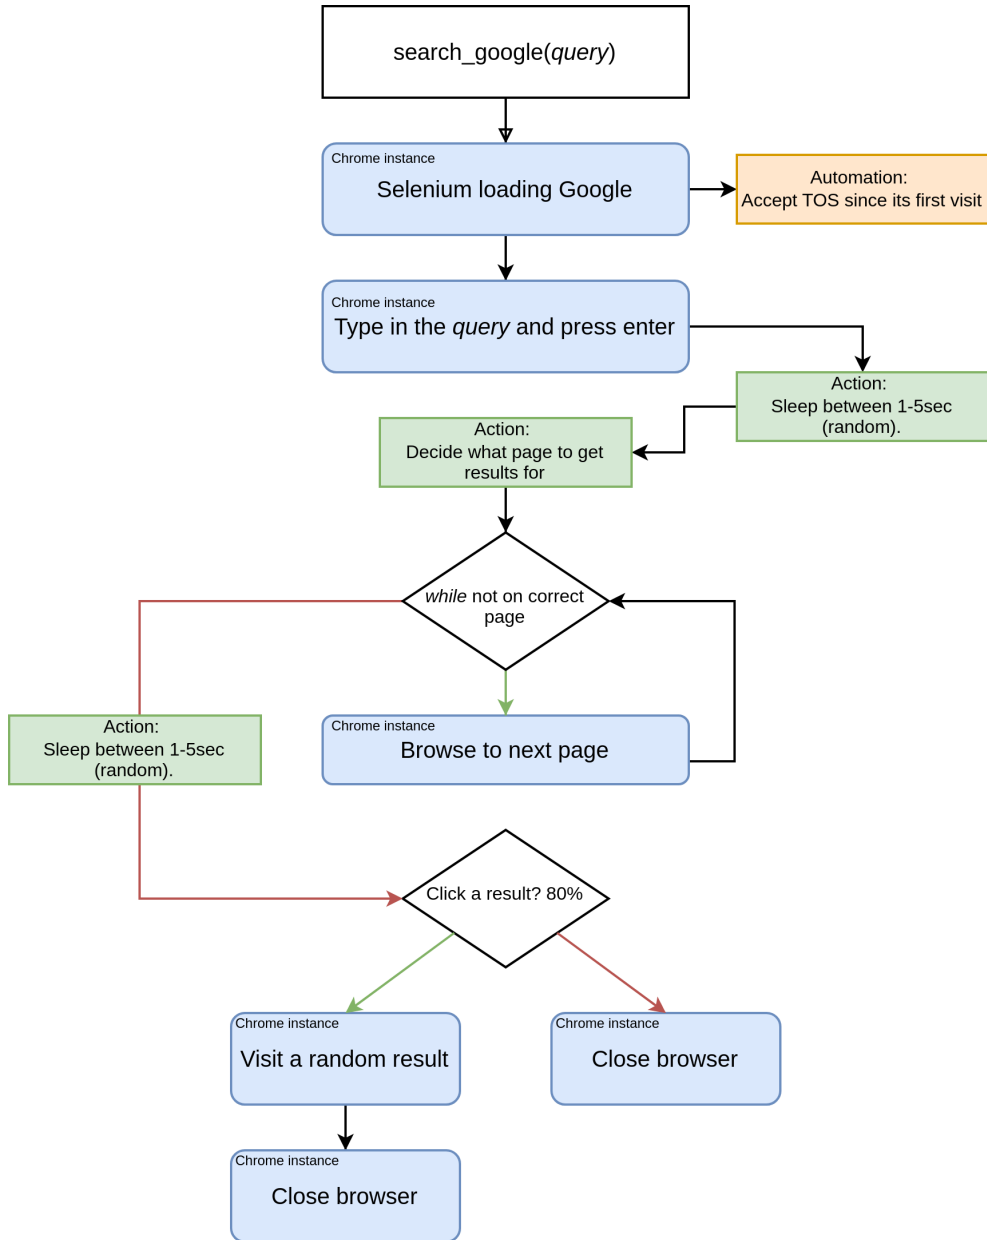 search_google(query)
Chrome instance
Selenium loading Google
Automation:
Accept TOS since its first visit
Chrome instance
Type in the query and press enter
Action:
Sleep between 1-5sec
(random).
Action:
Decide what page to get
results for
while not on correct
page
Action:
Sleep between 1-5sec
(random).
Chrome instance
Browse to next page
Click a result? 80%
Chrome instance
Visit a random result
Chrome instance
Close browser
Chrome instance
Close browser